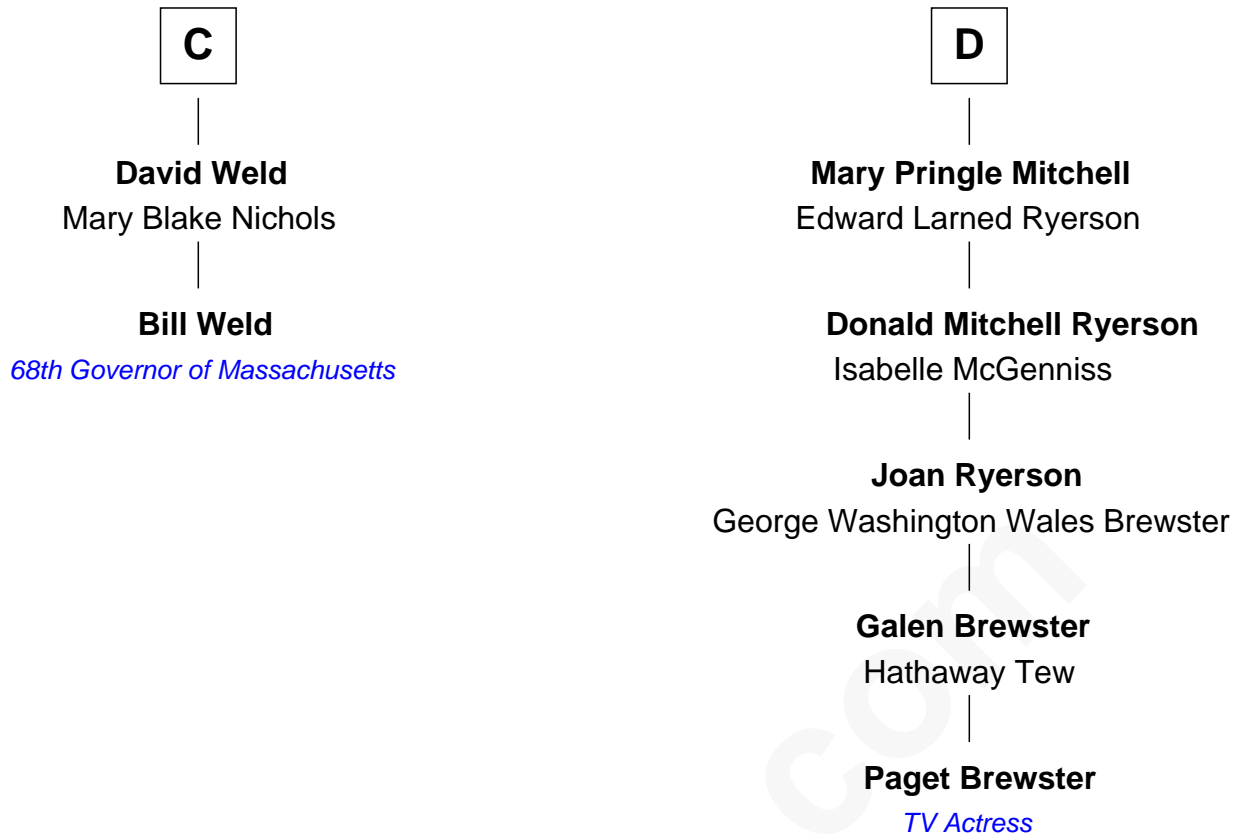 C
David Weld
Mary Blake Nichols
Bill Weld
68th Governor of Massachusetts
D
Mary Pringle Mitchell
Edward Larned Ryerson
Donald Mitchell Ryerson
Isabelle McGenniss
Joan Ryerson
George Washington Wales Brewster
Galen Brewster
Hathaway Tew
Paget Brewster
TV Actress
com